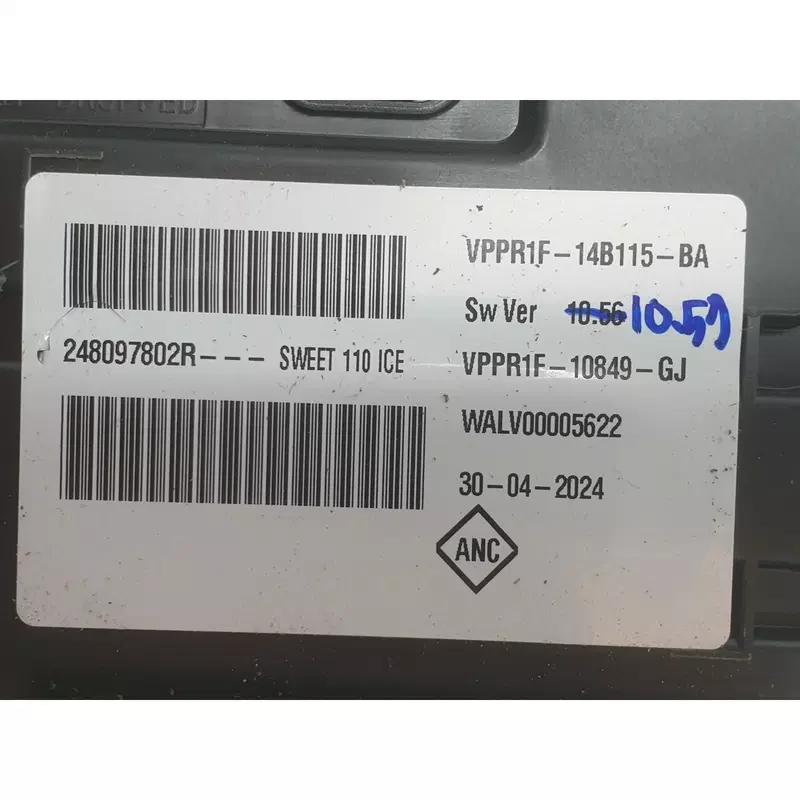 DROPPED
VPPR1F-14B115-BA
Sw Ver 10.56 10.59
248097802R--- SWEET 110 ICE
VPPR1F-10849-GJ
WALV00005622
30-04-2024
ANC